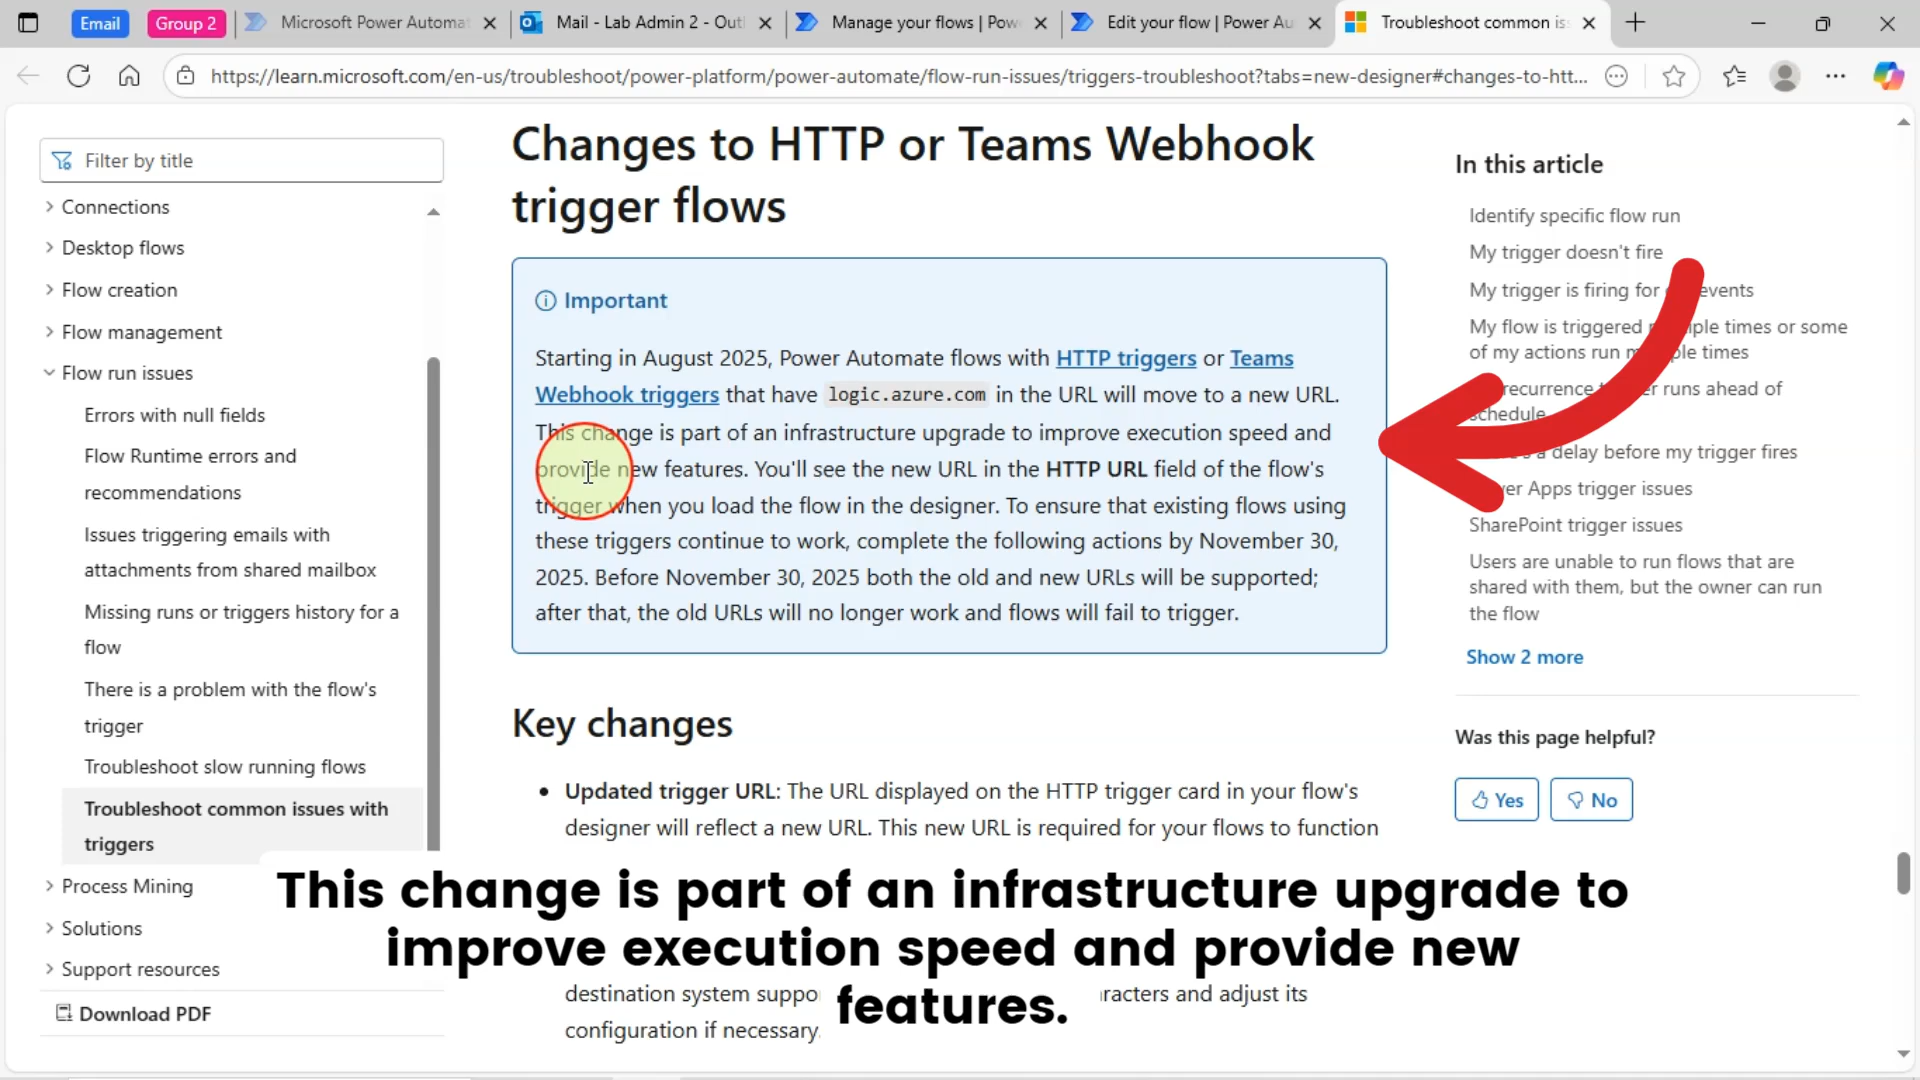 Email
Group 2
Microsoft Power Automat
Mail - Lab Admin 2 - Outl
Manage your flows | Pow
Edit your flow | Power Au
Troubleshoot common is
https://learn.microsoft.com/en-us/troubleshoot/power-platform/power-automate/flow-run-issues/triggers-troubleshoot?tabs=new-designer#changes-to-htt...
Filter by title
Connections
Desktop flows
Flow creation
Flow management
Flow run issues
Errors with null fields
Flow Runtime errors and
recommendations
Issues triggering emails with
attachments from shared mailbox
Missing runs or triggers history for a
flow
There is a problem with the flow's
trigger
Troubleshoot slow running flows
Troubleshoot common issues with
triggers
Process Mining
Solutions
Support resources
Download PDF
Changes to HTTP or Teams Webhook
trigger flows
Important
Starting in August 2025, Power Automate flows with HTTP triggers or Teams
Webhook triggers that have logic.azure.com in the URL will move to a new URL.
This change is part of an infrastructure upgrade to improve execution speed and
provide new features. You'll see the new URL in the HTTP URL field of the flow's
trigger when you load the flow in the designer. To ensure that existing flows using
these triggers continue to work, complete the following actions by November 30,
2025. Before November 30, 2025 both the old and new URLs will be supported;
after that, the old URLs will no longer work and flows will fail to trigger.
Key changes
• Updated trigger URL: The URL displayed on the HTTP trigger card in your flow's
designer will reflect a new URL. This new URL is required for your flows to function
This change is part of an infrastructure upgrade to
improve execution speed and provide new
features.
destination system suppo racters and adjust its
configuration if necessary.
In this article
Identify specific flow run
My trigger doesn't fire
My trigger is firing for events
My flow is triggered ple times or some
of my actions run m ple times
recurrence t er runs ahead of
schedule
a delay before my trigger fires
er Apps trigger issues
SharePoint trigger issues
Users are unable to run flows that are
shared with them, but the owner can run
the flow
Show 2 more
Was this page helpful?
Yes
No